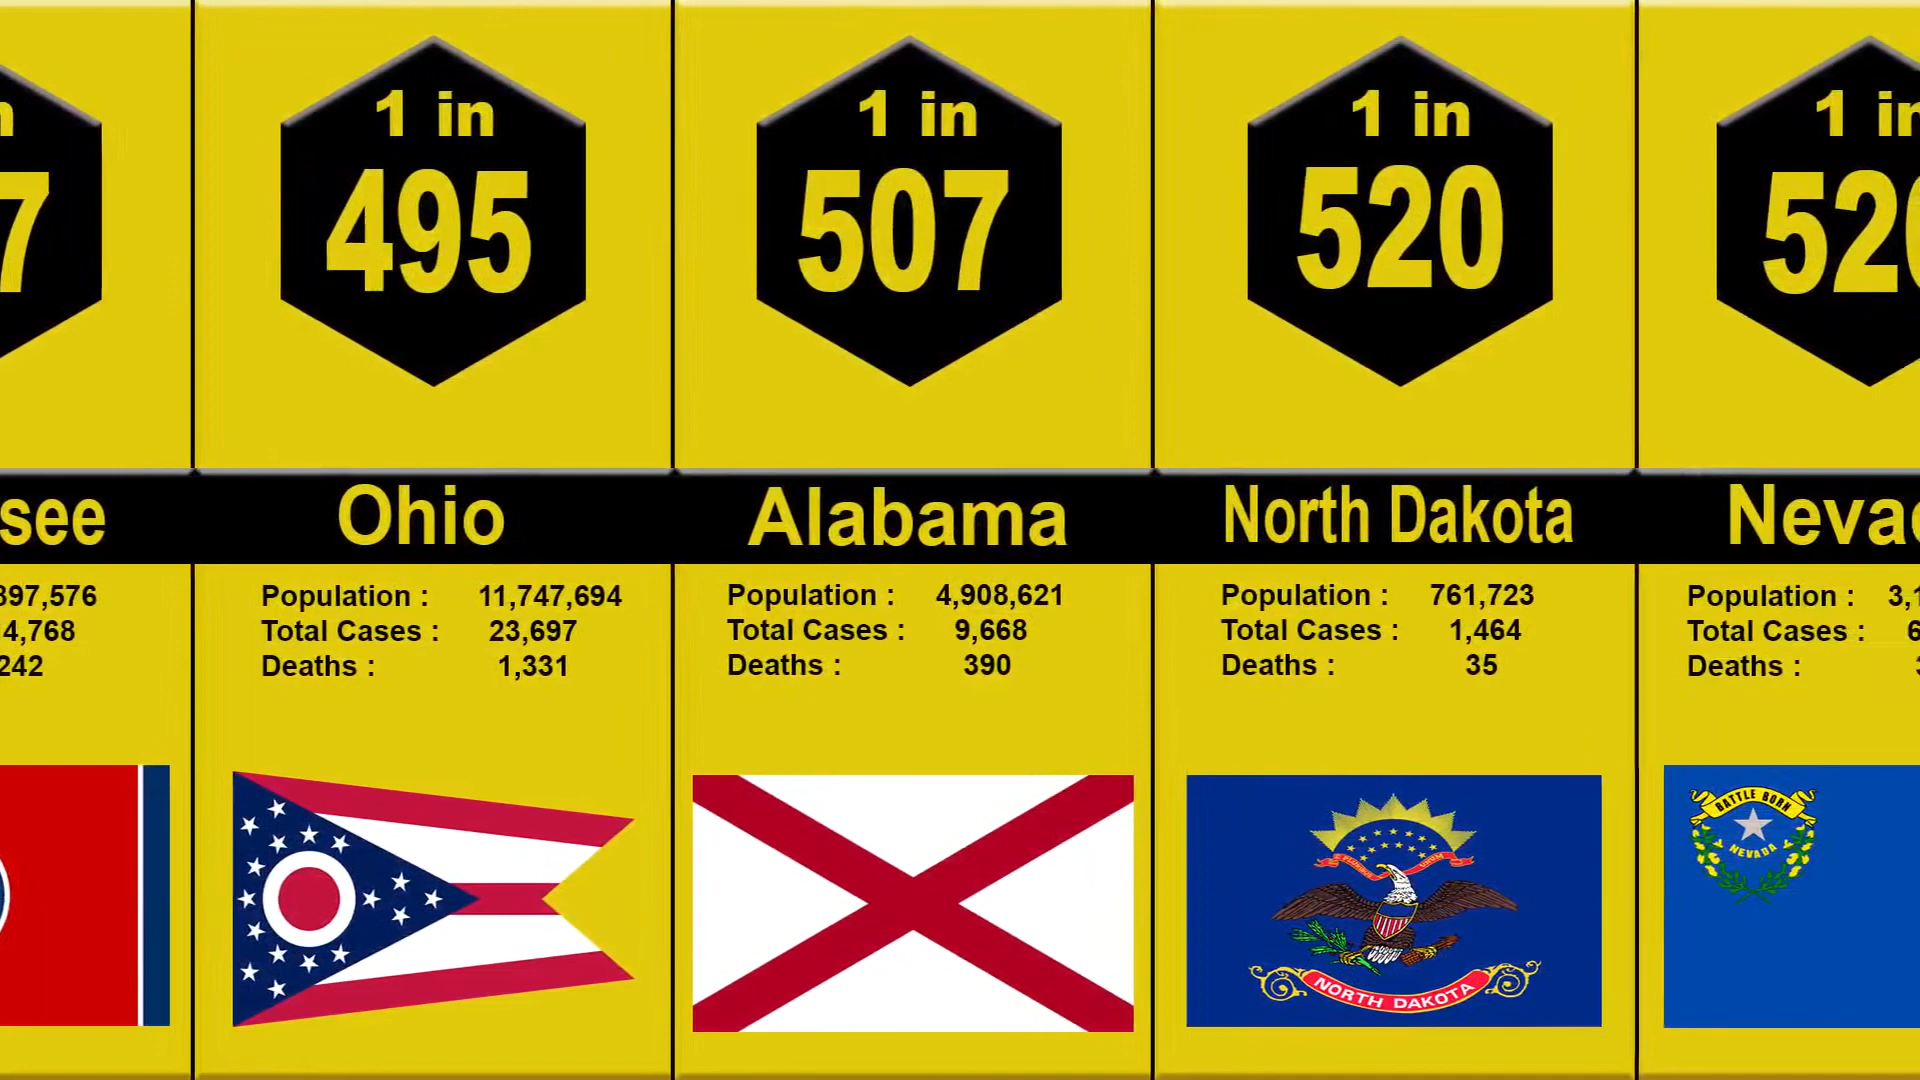 n
7
see
897,576
4,768
242
1 in
495
Ohio
Population : 11,747,694
Total Cases : 23,697
Deaths : 1,331
1 in
507
Alabama
Population : 4,908,621
Total Cases : 9,668
Deaths : 390
1 in
520
North Dakota
Population : 761,723
Total Cases : 1,464
Deaths : 35
NORTH DAKOTA
1 in
520
Nevad
Population : 3,1
Total Cases : 6
Deaths : 3
BATTLE BORN
NEVADA